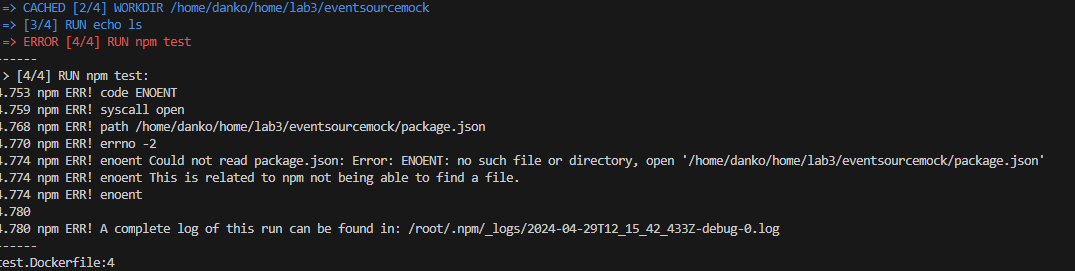 => CACHED [2/4] WORKDIR /home/danko/home/lab3/eventsourcemock
=> [3/4] RUN echo ls
=> ERROR [4/4] RUN npm test
------
> [4/4] RUN npm test:
4.753 npm ERR! code ENOENT
4.759 npm ERR! syscall open
4.768 npm ERR! path /home/danko/home/lab3/eventsourcemock/package.json
4.770 npm ERR! errno -2
4.774 npm ERR! enoent Could not read package.json: Error: ENOENT: no such file or directory, open '/home/danko/home/lab3/eventsourcemock/package.json'
4.774 npm ERR! enoent This is related to npm not being able to find a file.
4.774 npm ERR! enoent
4.780
4.780 npm ERR! A complete log of this run can be found in: /root/.npm/_logs/2024-04-29T12_15_42_433Z-debug-0.log
------
test.Dockerfile:4